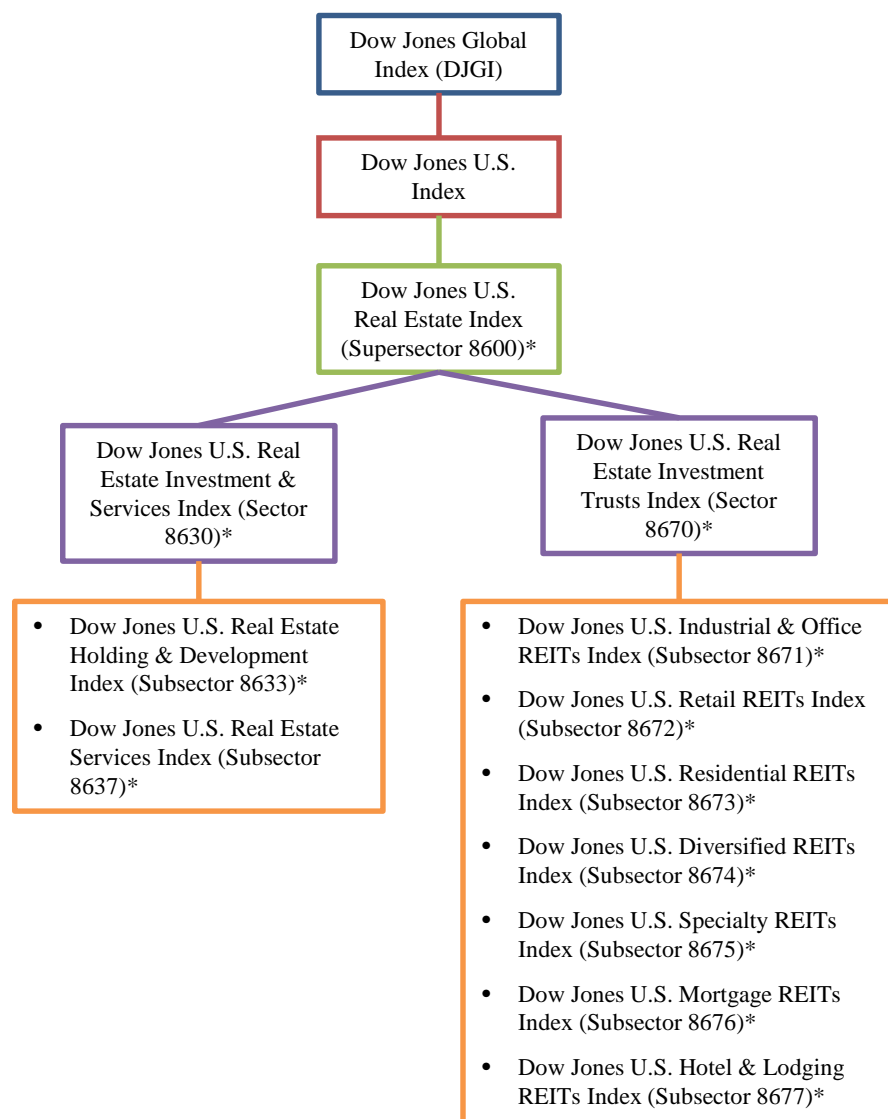 Dow Jones Global
Index (DJGI)
Dow Jones U.S.
Index
Dow Jones U.S.
Real Estate Index
(Supersector 8600)*
Dow Jones U.S. Real
Estate Investment &
Services Index (Sector
8630)*
Dow Jones U.S. Real
Estate Investment
Trusts Index (Sector
8670)*
• Dow Jones U.S. Real Estate
Holding & Development
Index (Subsector 8633)*
• Dow Jones U.S. Real Estate
Services Index (Subsector
8637)*
• Dow Jones U.S. Industrial & Office
REITs Index (Subsector 8671)*
• Dow Jones U.S. Retail REITs Index
(Subsector 8672)*
• Dow Jones U.S. Residential REITs
Index (Subsector 8673)*
• Dow Jones U.S. Diversified REITs
Index (Subsector 8674)*
• Dow Jones U.S. Specialty REITs
Index (Subsector 8675)*
• Dow Jones U.S. Mortgage REITs
Index (Subsector 8676)*
• Dow Jones U.S. Hotel & Lodging
REITs Index (Subsector 8677)*